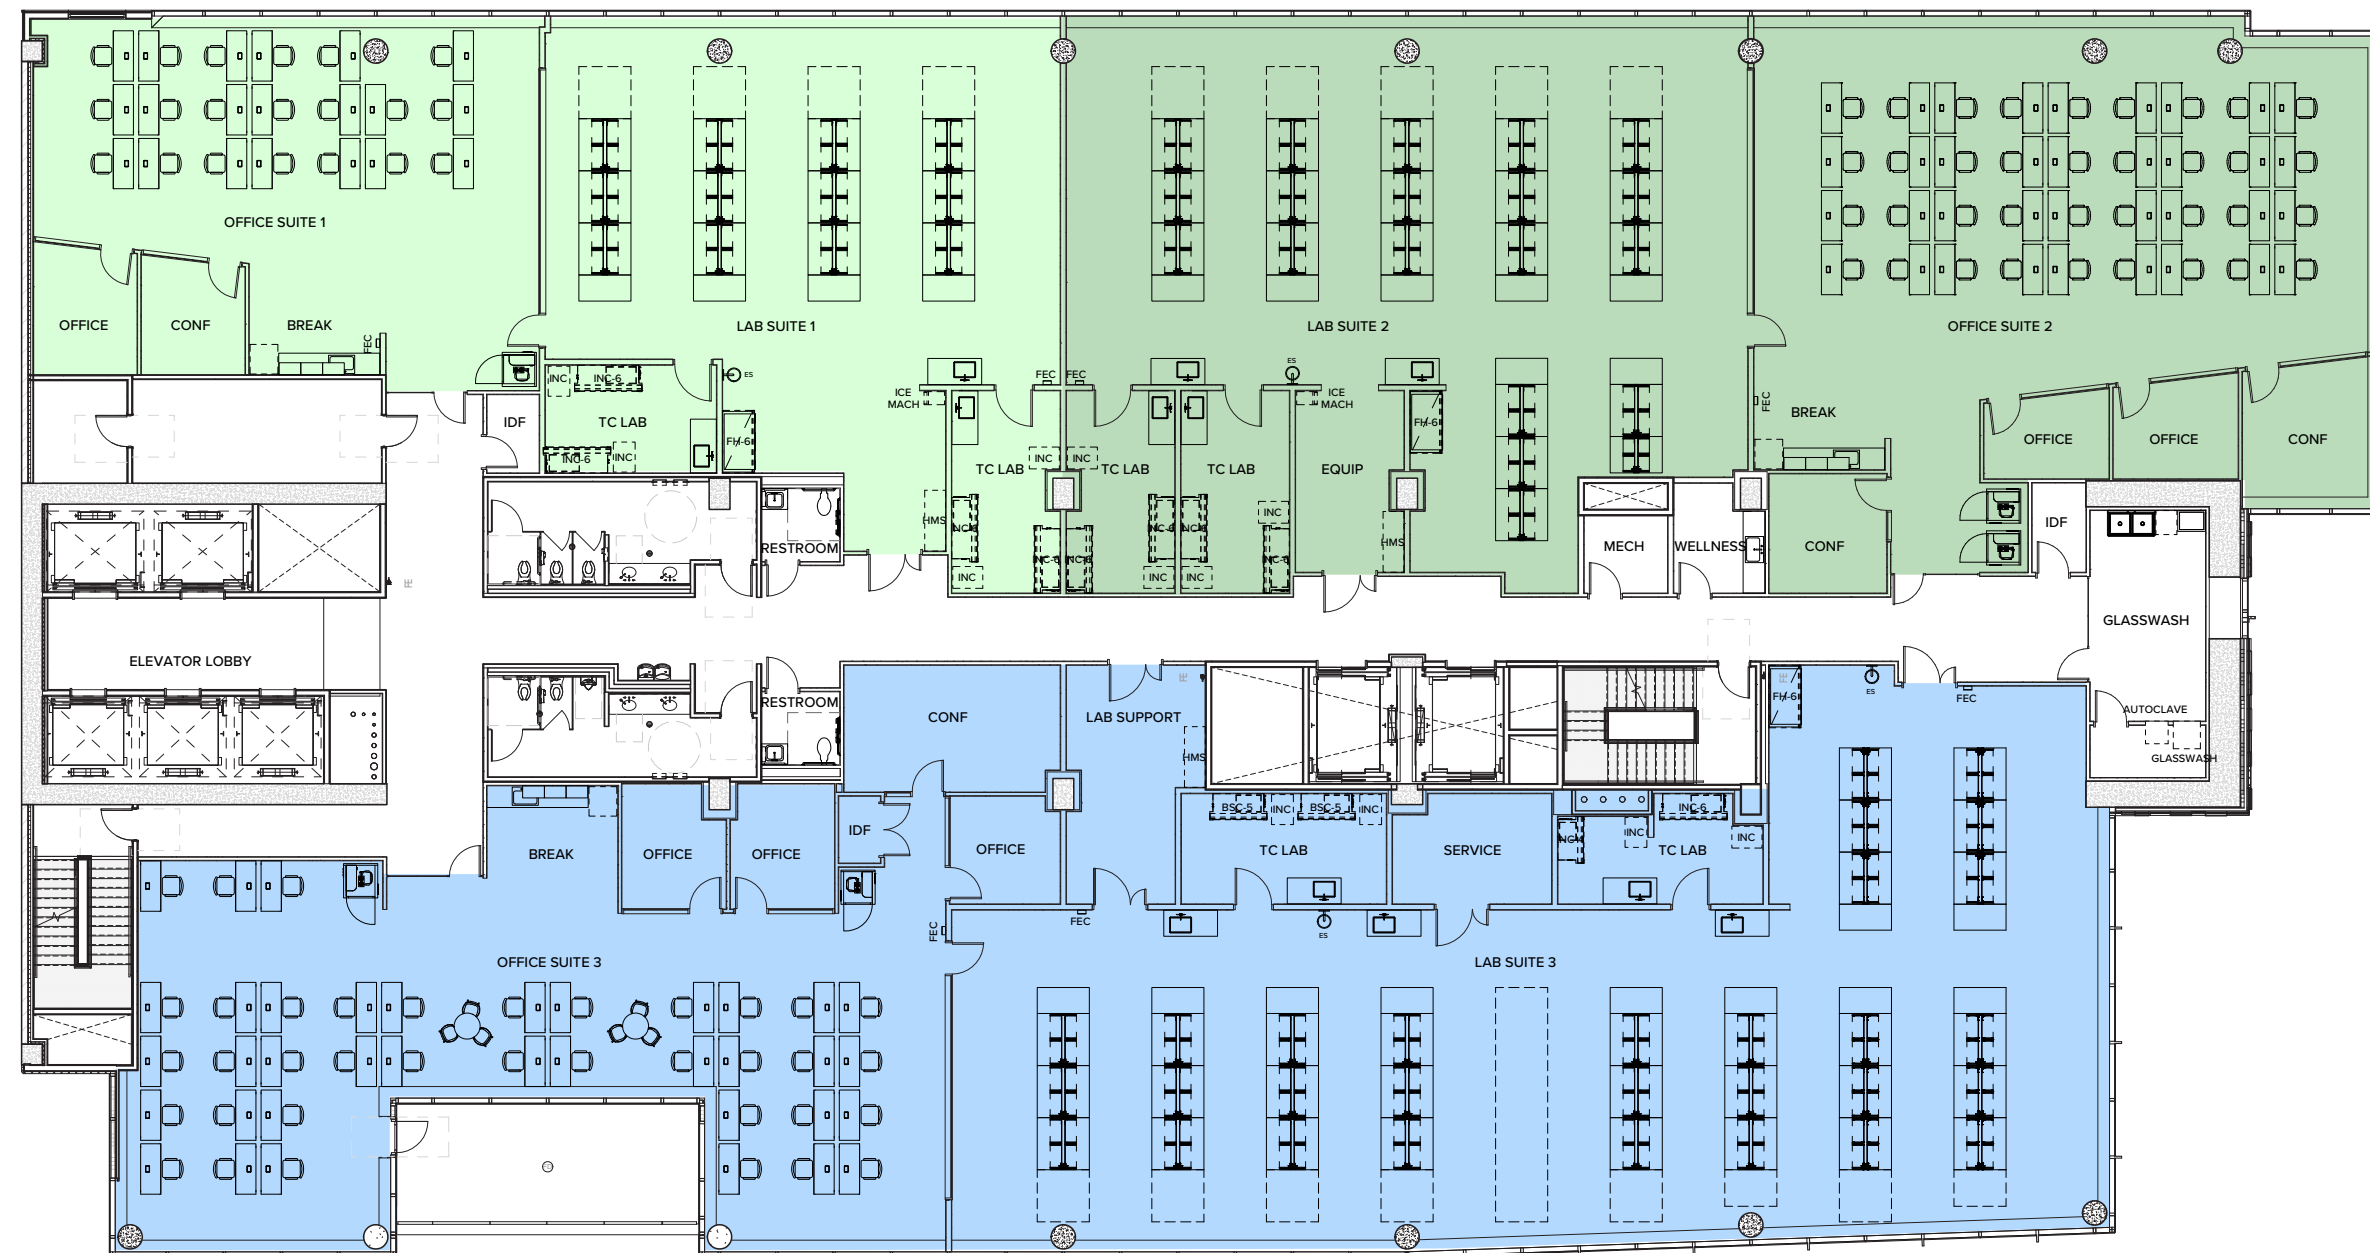 OFFICE SUITE 1
OFFICE
CONF
BREAK
FEC
LAB SUITE 1
LAB SUITE 2
OFFICE SUITE 2
IDF
INC
INC-6
TC LAB
INC-6
INC
ES
FH-6
ICE
MACH
FEC
FEC
TC LAB
INC
INC
TC LAB
TC LAB
ES
ICE
MACH
EQUIP
FH-6
FEC
BREAK
OFFICE
OFFICE
CONF
HMS
INC
INC
INC
INC
HMS
RESTROOM
MECH
WELLNESS
CONF
IDF
FE
GLASSWASH
ELEVATOR LOBBY
RESTROOM
CONF
LAB SUPPORT
FE
HMS
FE
FH-6
ES
FEC
AUTOCLAVE
GLASSWASH
BREAK
OFFICE
OFFICE
IDF
OFFICE
BSC-5
INC
BSC-5
INC
TC LAB
SERVICE
INC
INC-6
INC
TC LAB
FEC
FEC
ES
OFFICE SUITE 3
LAB SUITE 3